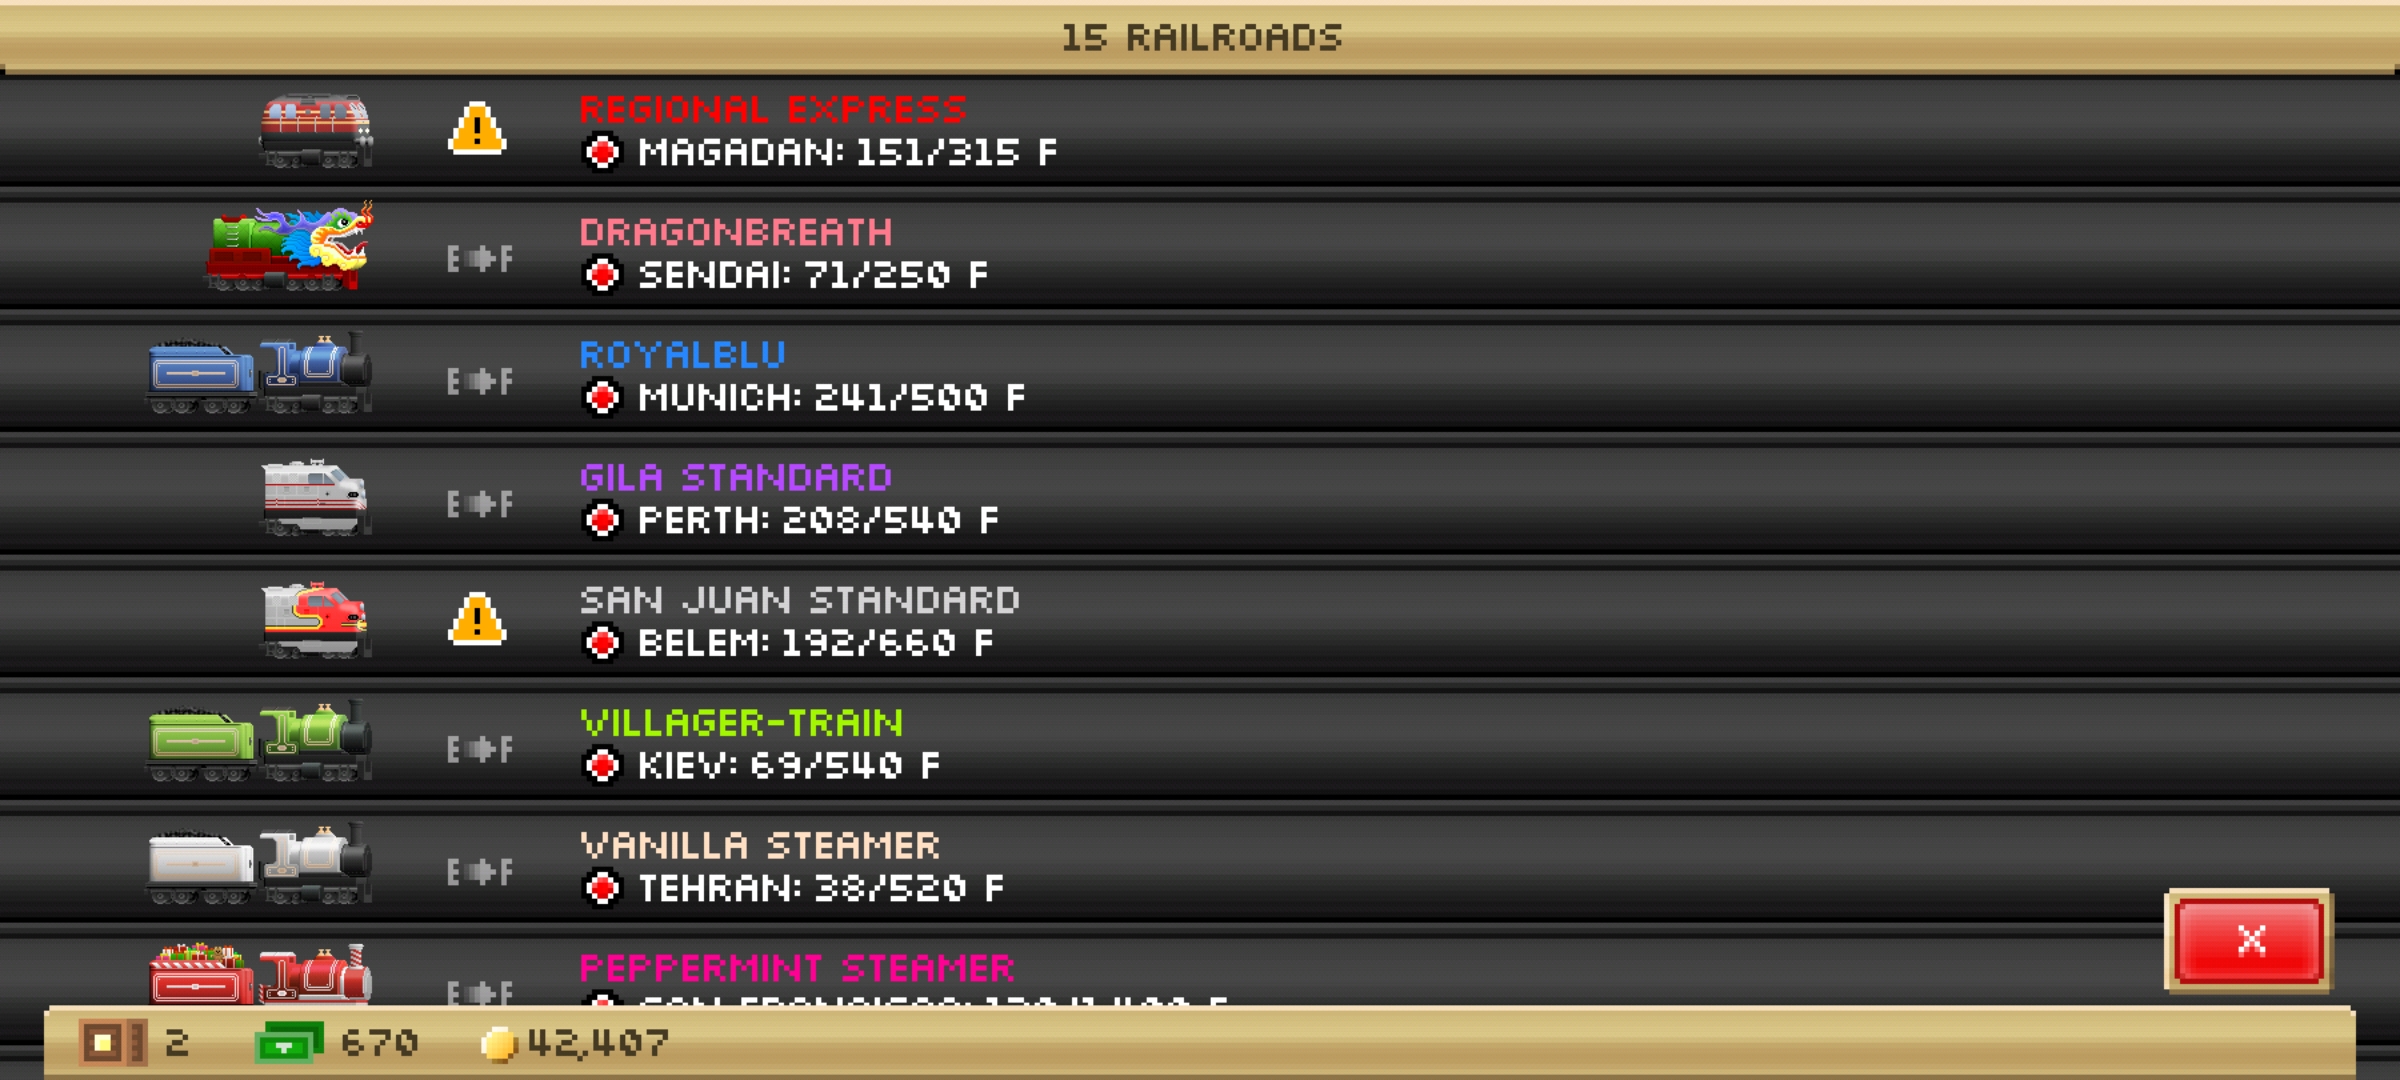 15 RAILROADS
REGIONAL EXPRESS
MAGADAN: 151/315 F
DRAGONBREATH
E F
SENDAI: 71/250 F
ROYALBLU
E F
MUNICH: 241/500 F
GILA STANDARD
E F
PERTH: 208/540 F
SAN JUAN STANDARD
BELEM: 192/660 F
VILLAGER-TRAIN
E F
KIEV: 69/540 F
VANILLA STEAMER
E F
TEHRAN: 38/520 F
PEPPERMINT STEAMER
E F
SAN FRANCISCO: F
X
2 670 42,407